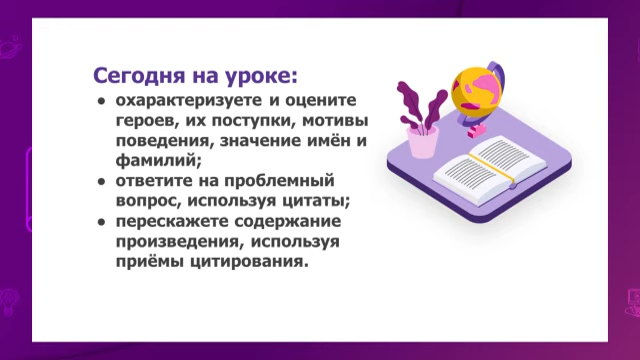 Сегодня на уроке:
● охарактеризуете и оцените
героев, их поступки, мотивы
поведения, значение имён и
фамилий;
● ответите на проблемный
вопрос, используя цитаты;
● перескажете содержание
произведения, используя
приёмы цитирования.